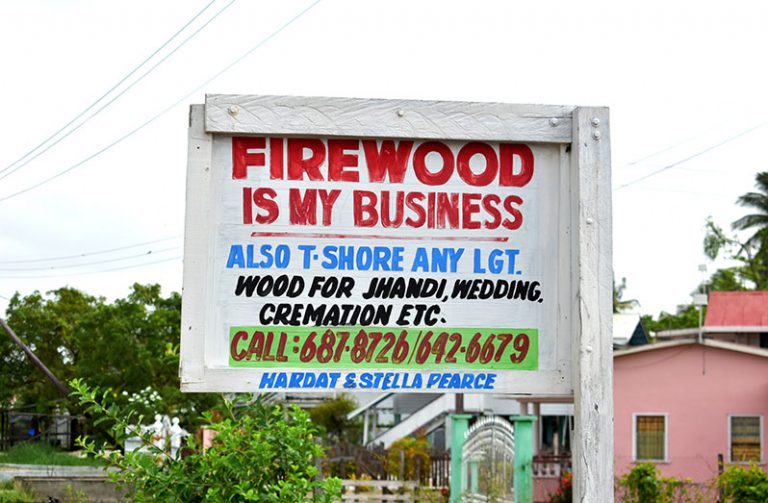 FIREWOOD
IS MY BUSINESS
ALSO T·SHORE ANY LGT.
WOOD FOR JHANDI, WEDDING,
CREMATION ETC.
CALL: 687·8726/642·6679
HARDAT & STELLA PEARCE